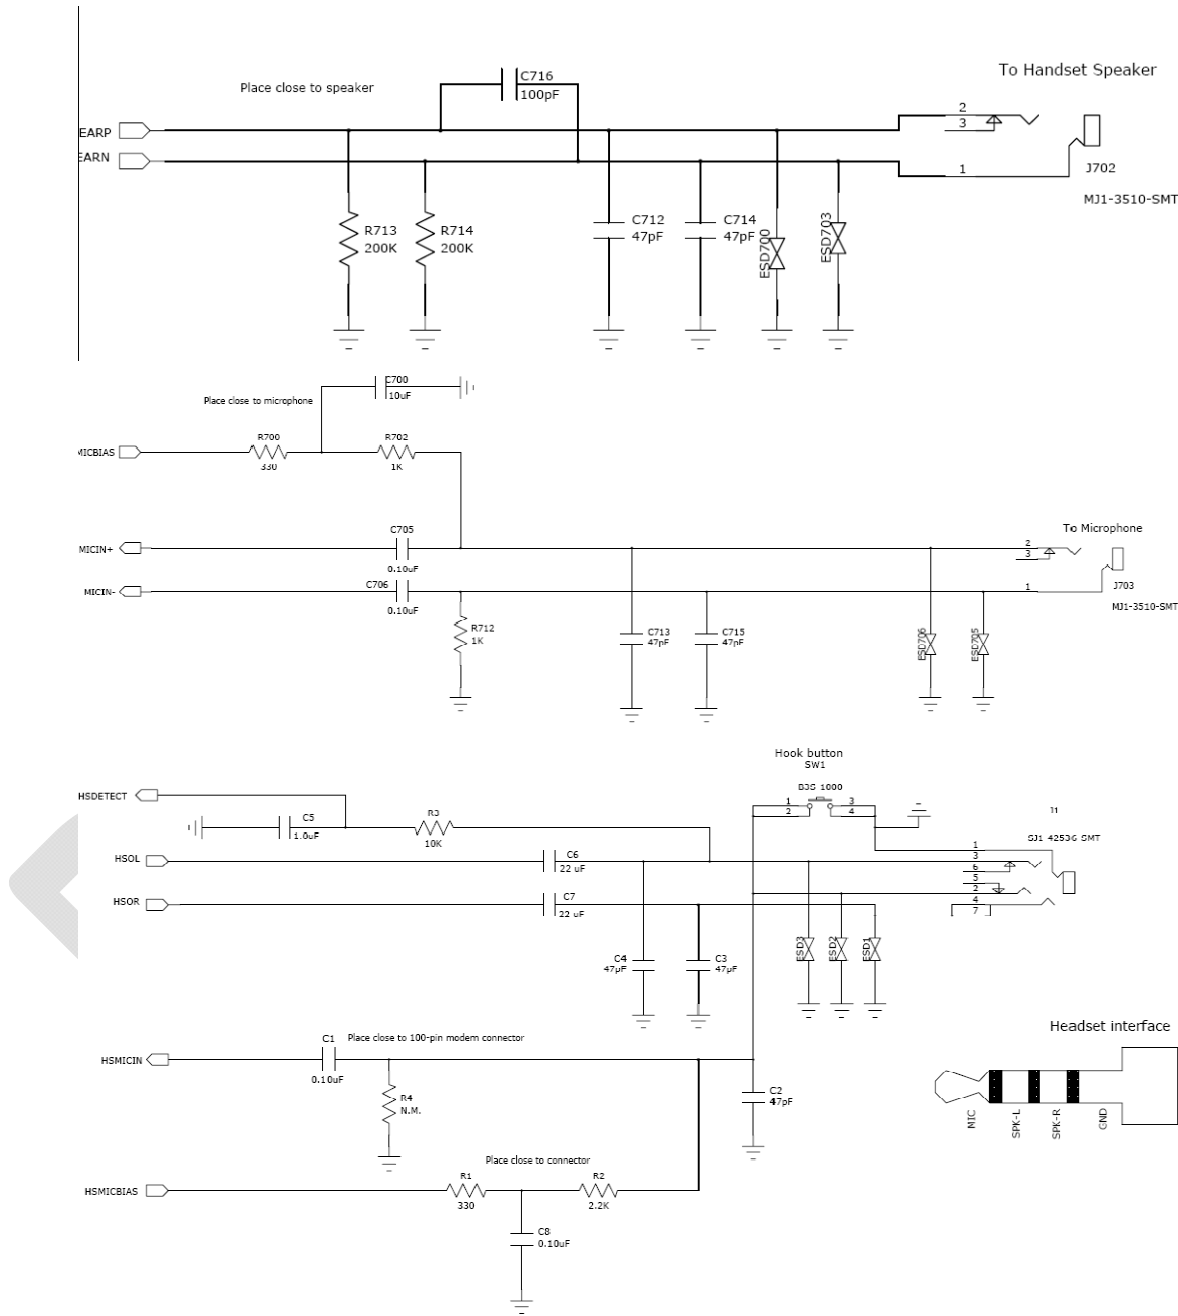 C716
100pF
Place close to speaker
To Handset Speaker
EARP
EARN
2
3
1
J702
MJ1-3510-SMT
R713
200K
R714
200K
C712
47pF
C714
47pF
ESD700
ESD703
C700
10uF
Place close to microphone
MICBIAS
R700
330
R702
1K
C705
0.10uF
To Microphone
MICIN+
MICIN-
C706
0.10uF
2
3
1
J703
MJ1-3510-SMT
R712
1K
C713
47pF
C715
47pF
ESD706
ESD705
Hook button
SW1
B3S 1000
1
2
3
4
HSDETECT
C5
1.0uF
R3
10K
J1
SJ1 42536 SMT
HSOL
C6
22 uF
HSOR
C7
22 uF
1
3
6
5
2
4
7
ESD3
ESD2
ESD1
C4
47pF
C3
47pF
C1
0.10uF
Place close to 100-pin modem connector
HSMICIN
R4
N.M.
C2
47pF
Headset interface
MIC
SPK-L
SPK-R
GND
Place close to connector
HSMICBIAS
R1
330
R2
2.2K
C8
0.10uF